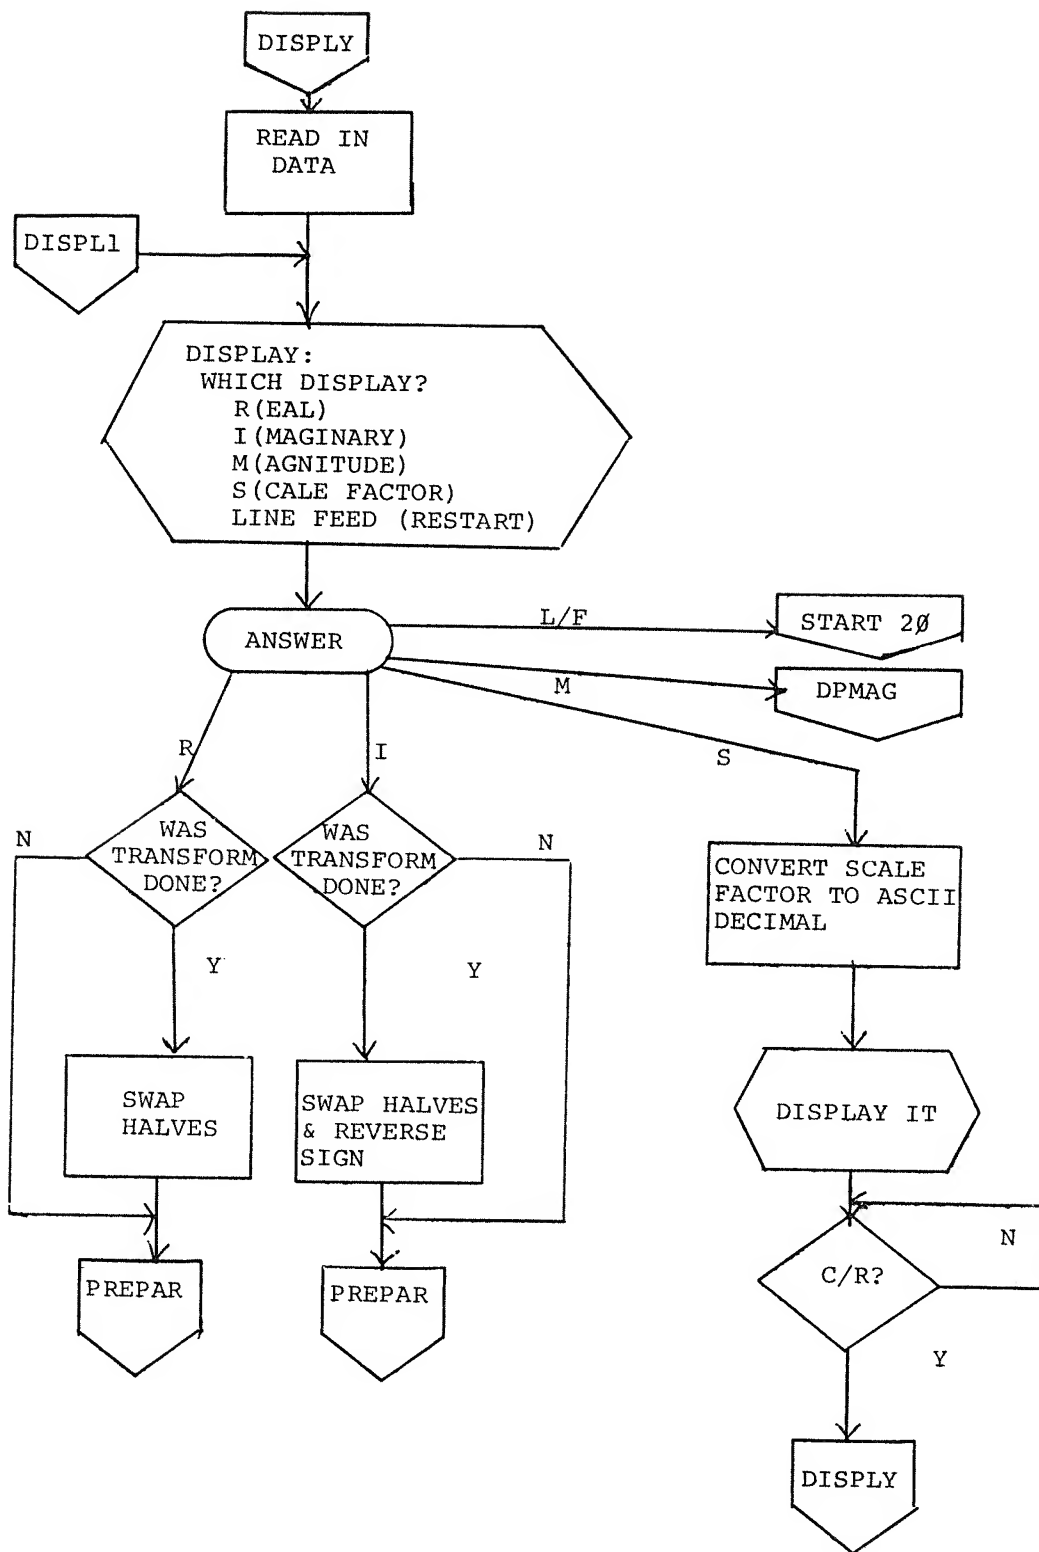 DISPLY
READ IN
DATA
DISPL1
DISPLAY:
WHICH DISPLAY?
R(EAL)
I(MAGINARY)
M(AGNITUDE)
S(CALE FACTOR)
LINE FEED (RESTART)
ANSWER
L/F
START 2Ø
M
DPMAG
S
R
I
N
WAS
TRANSFORM
DONE?
WAS
TRANSFORM
DONE?
N
CONVERT SCALE
FACTOR TO ASCII
DECIMAL
Y
Y
SWAP
HALVES
SWAP HALVES
& REVERSE
SIGN
DISPLAY IT
N
C/R?
PREPAR
PREPAR
Y
DISPLY